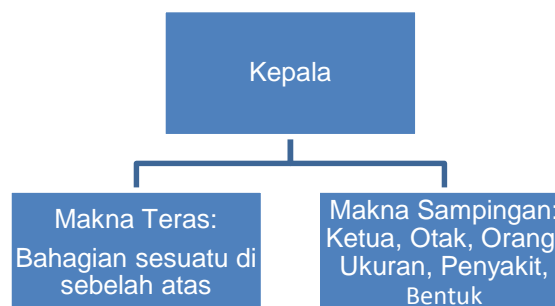 Kepala
Makna Teras:
Bahagian sesuatu di
sebelah atas
Makna Sampingan:
Ketua, Otak, Orang,
Ukuran, Penyakit,
Bentuk